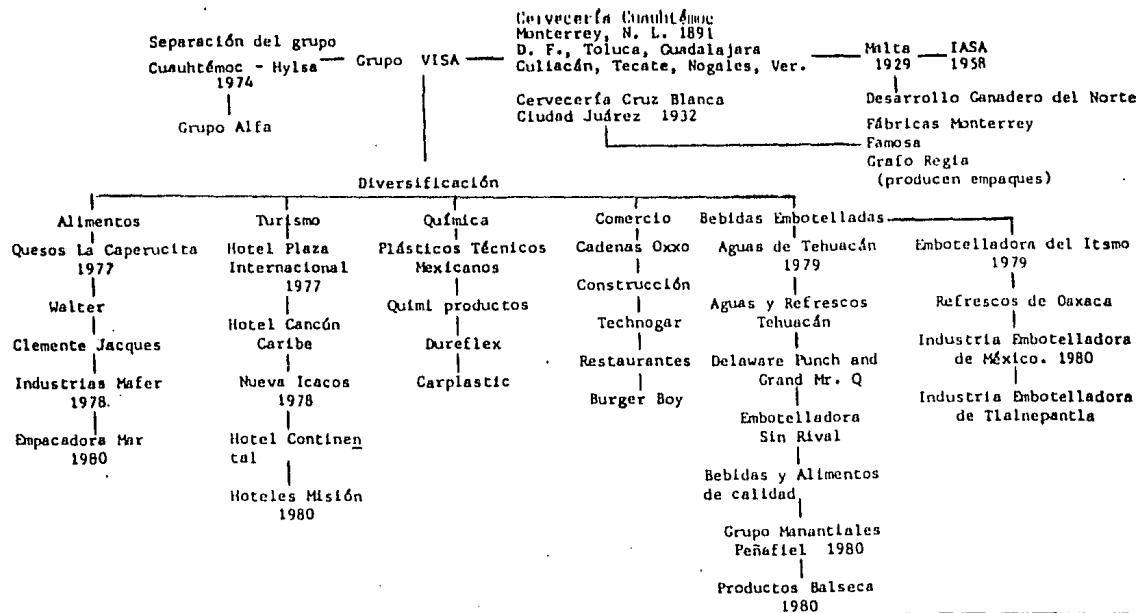 Separación del grupo
Cuauhtémoc - Hylsa
1974
Grupo Alfa
Grupo VISA
Cervecería Cuauhtémoc
Monterrey, N. L. 1891
D. F., Toluca, Guadalajara
Culiacán, Tecate, Nogales, Ver.
Malta
1929
IASA
1958
Cervecería Cruz Blanca
Ciudad Juárez 1932
Desarrollo Ganadero del Norte
Fábricas Monterrey
Famosa
Grafo Regia
(producen empaques)
Diversificación
Alimentos
Quesos La Caperucita
1977
Walter
Clemente Jacques
Industrias Mafer
1978.
Empacadora Mar
1980
Turismo
Hotel Plaza
Internacional
1977
Hotel Cancún
Caribe
Nueva Icacos
1978
Hotel Continen
tal
Hoteles Misión
1980
Química
Plásticos Técnicos
Mexicanos
Quimi productos
Dureflex
Carplastic
Comercio
Cadenas Oxxo
Construcción
Technogar
Restaurantes
Burger Boy
Bebidas Embotelladas
Aguas de Tehuacán
1979
Aguas y Refrescos
Tehuacán
Delaware Punch and
Grand Mr. Q
Embotelladora
Sin Rival
Bebidas y Alimentos
de calidad
Grupo Manantiales
Peñafiel 1980
Productos Balseca
1980
Embotelladora del Itsmo
1979
Refrescos de Oaxaca
Industria Embotelladora
de México. 1980
Industria Embotelladora
de Tlalnepantla